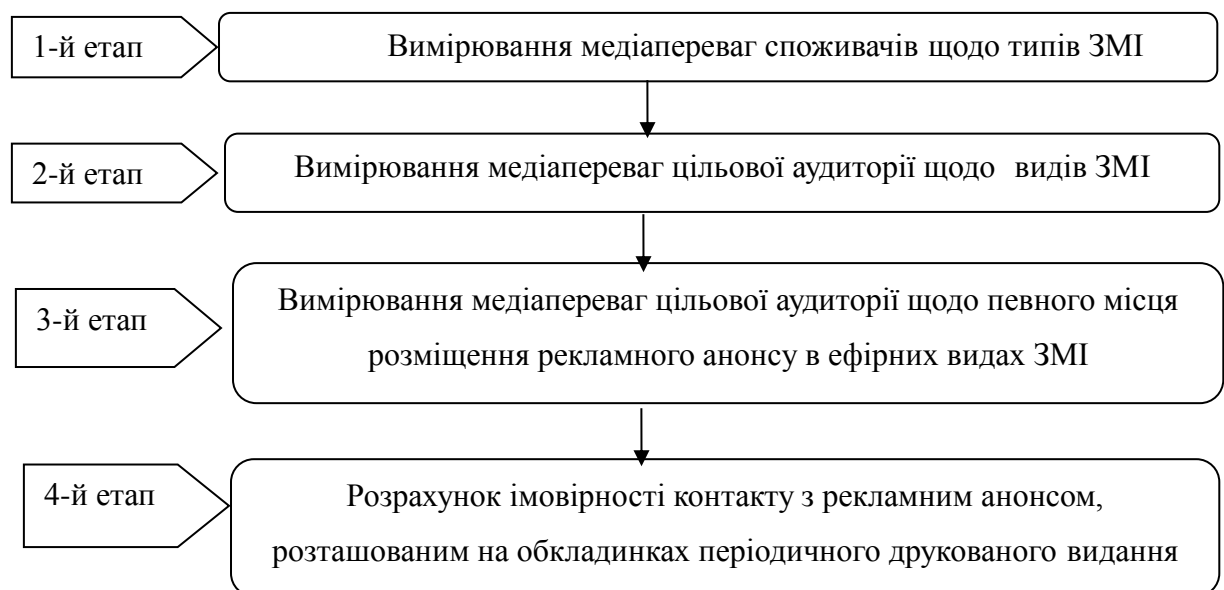 1-й етап
Вимірювання медіапереваг споживачів щодо типів ЗМІ
2-й етап
Вимірювання медіапереваг цільової аудиторії щодо видів ЗМІ
3-й етап
Вимірювання медіапереваг цільової аудиторії щодо певного місця
розміщення рекламного анонсу в ефірних видах ЗМІ
4-й етап
Розрахунок імовірності контакту з рекламним анонсом,
розташованим на обкладинках періодичного друкованого видання